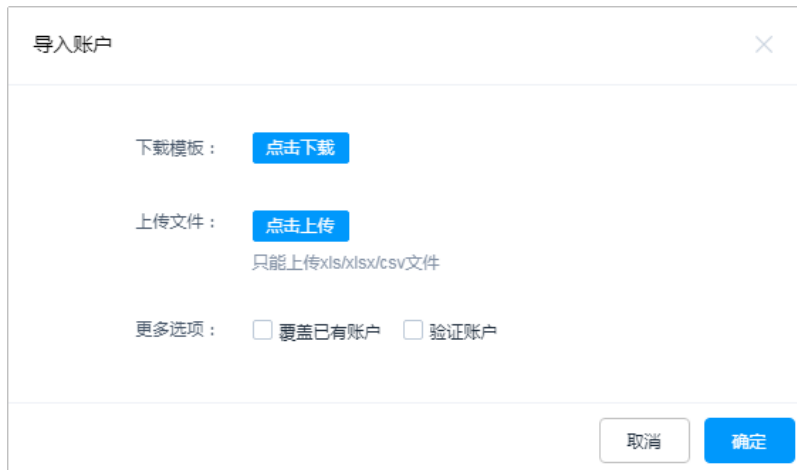 导入账户
下载模板：
点击下载
上传文件：
点击上传
只能上传xls/xlsx/csv文件
更多选项：
覆盖已有账户
验证账户
取消
确定